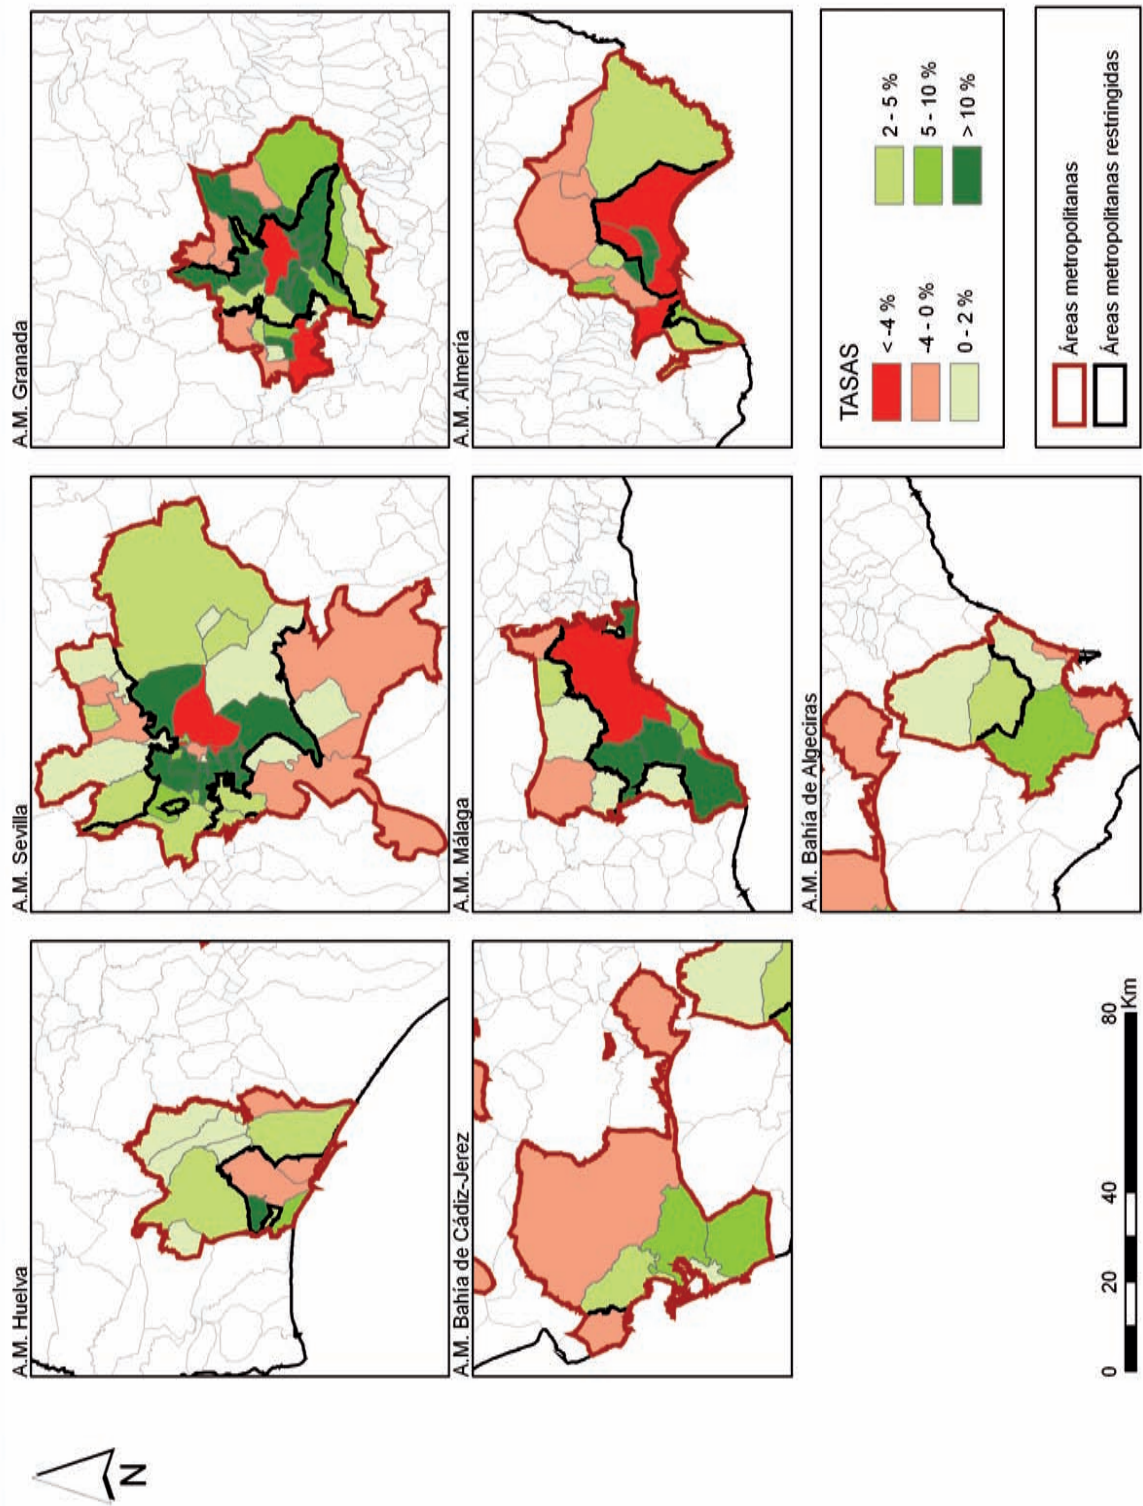 N
A.M. Huelva
A.M. Sevilla
A.M. Granada
A.M. Bahía de Cádiz-Jerez
A.M. Málaga
A.M. Almería
A.M. Bahía de Algeciras
TASAS
< -4 %
-4 - 0 %
0 - 2 %
2 - 5 %
5 - 10 %
> 10 %
Áreas metropolitanas
Áreas metropolitanas restringidas
0 20 40 80 Km